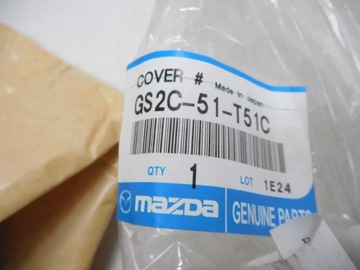 COVER # Made in Japan
GS2C-51-T51C
QTY 1 LOT 1E24
mazda GENUINE PARTS